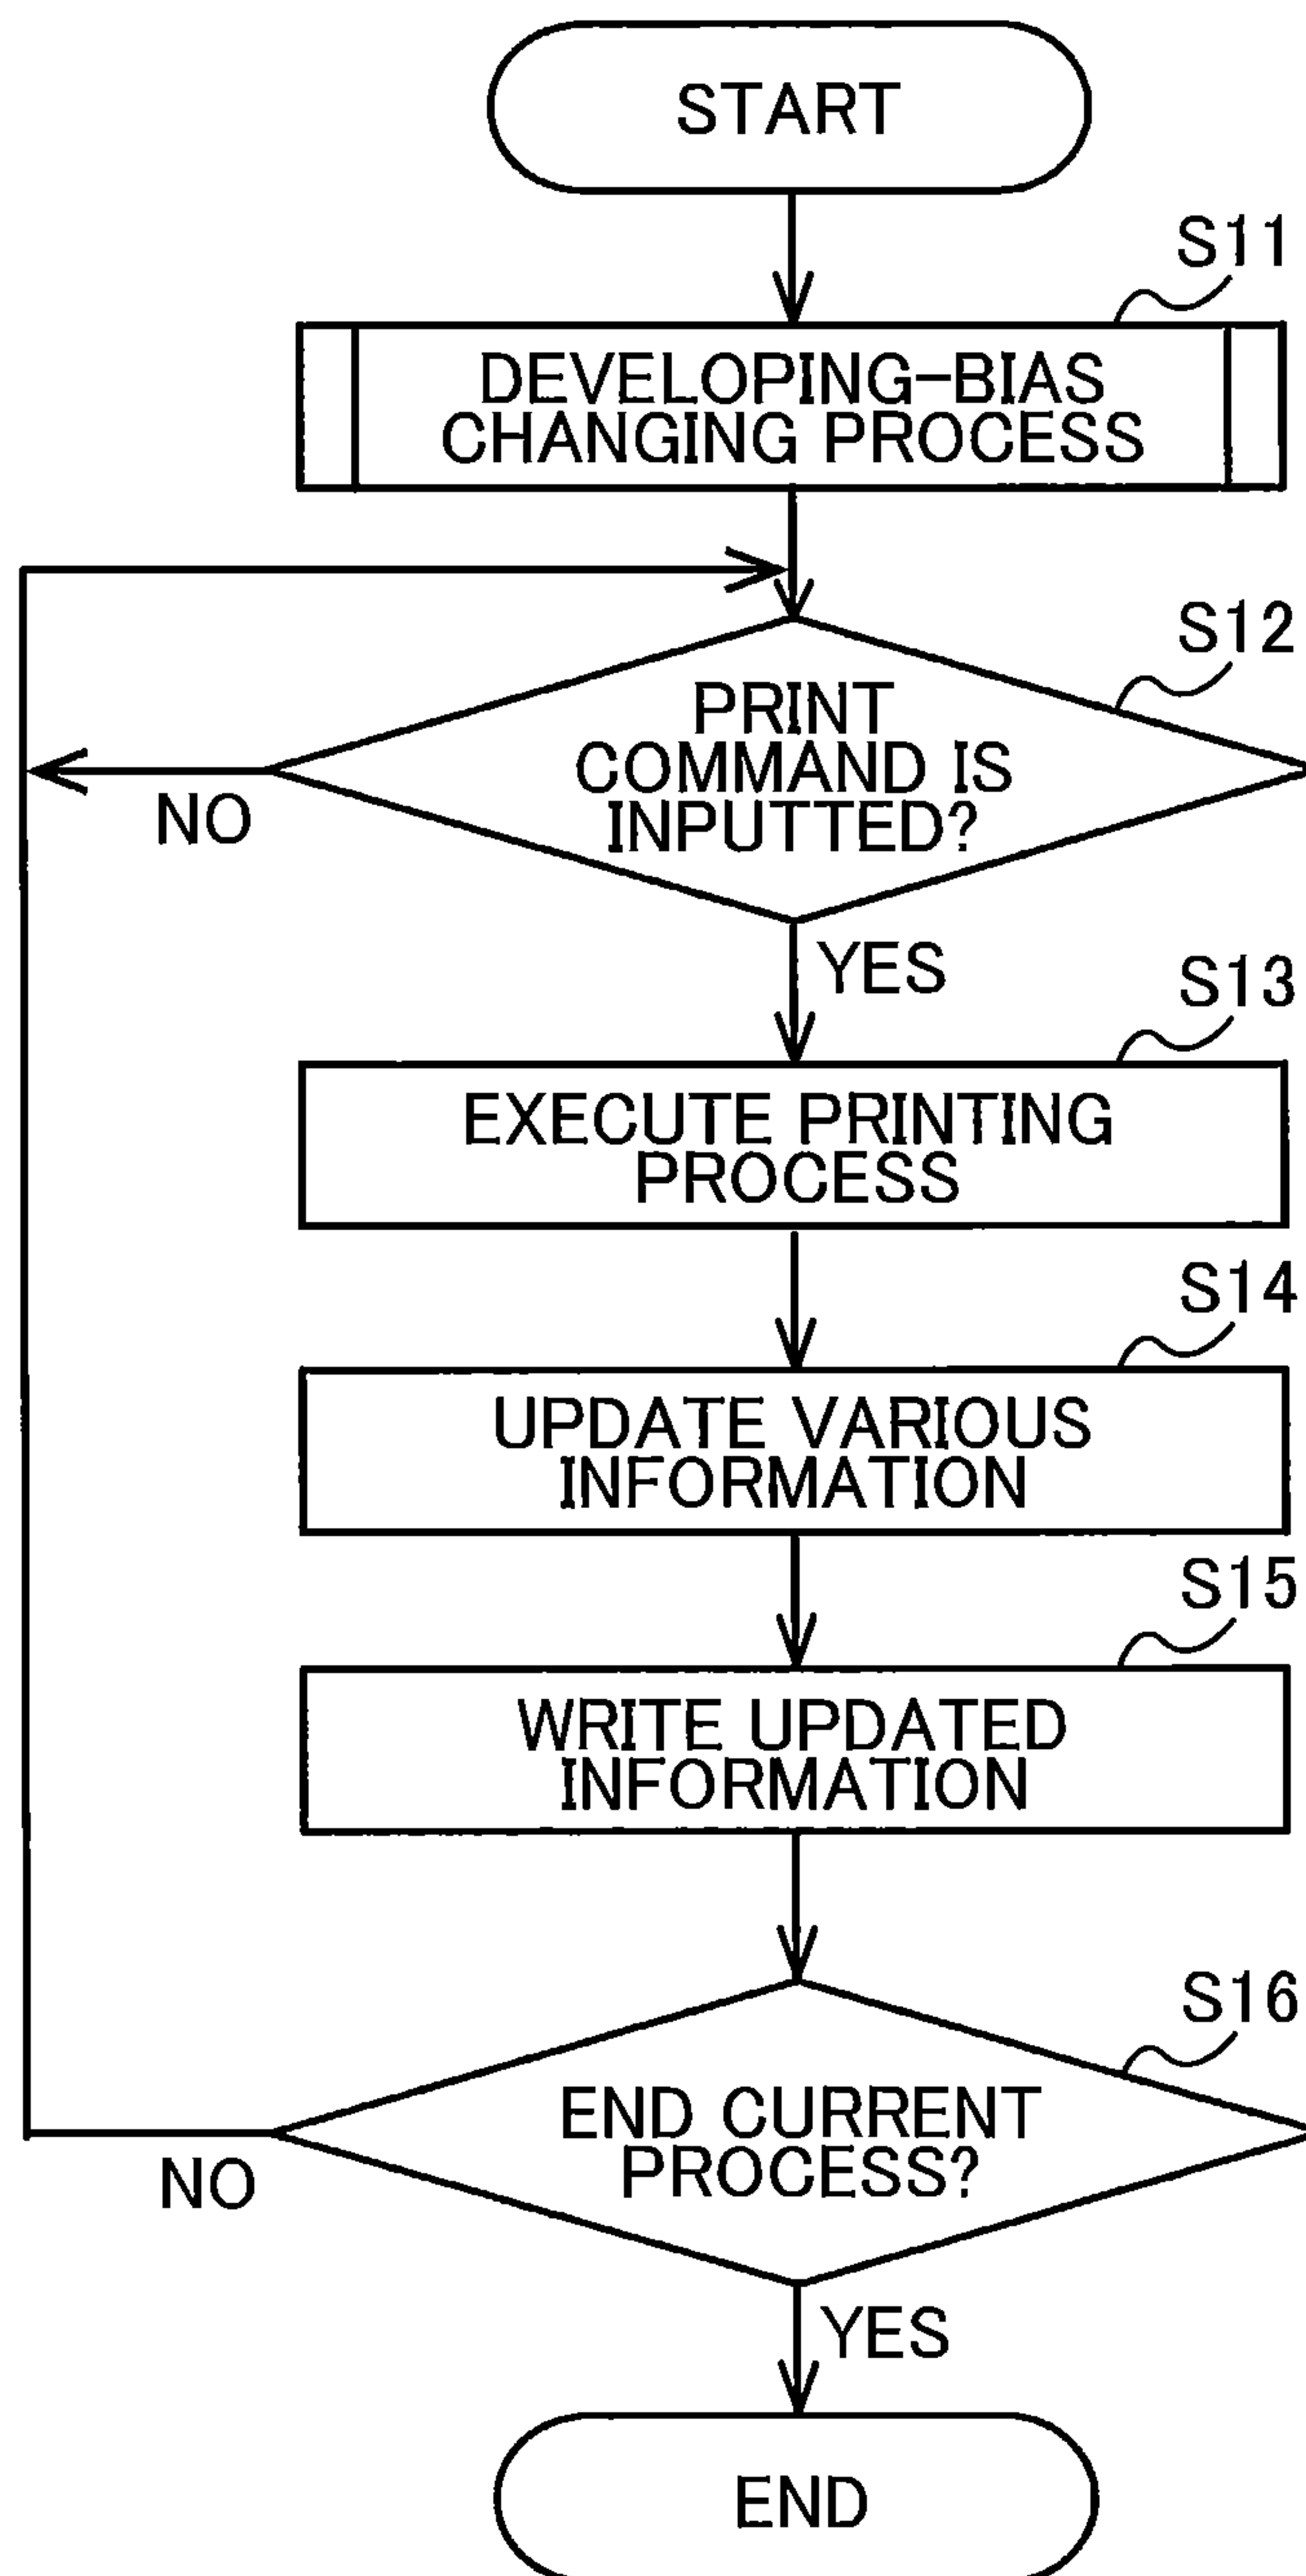 START
S11
DEVELOPING-BIAS
CHANGING PROCESS
S12
PRINT
COMMAND IS
INPUTTED?
NO
YES
S13
EXECUTE PRINTING
PROCESS
S14
UPDATE VARIOUS
INFORMATION
S15
WRITE UPDATED
INFORMATION
S16
END CURRENT
PROCESS?
NO
YES
END